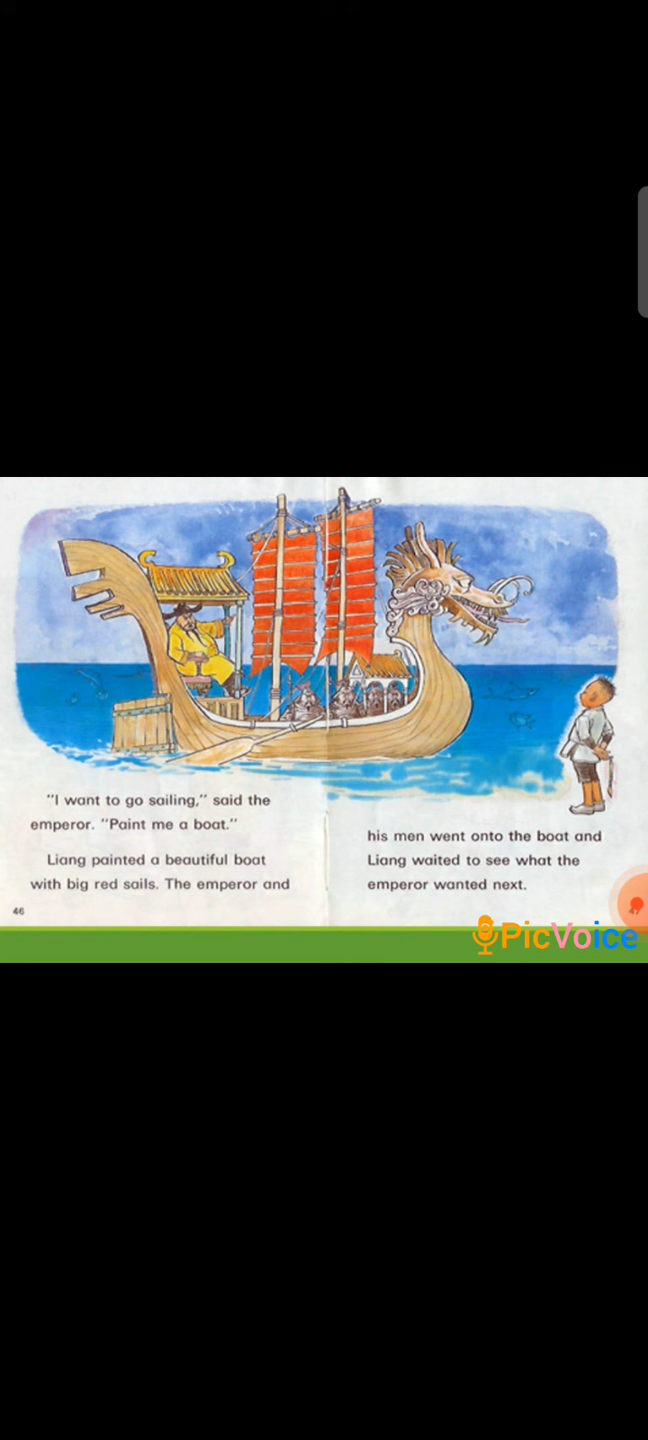 "I want to go sailing," said the
emperor. "Paint me a boat."
Liang painted a beautiful boat
with big red sails. The emperor and
46
his men went onto the boat and
Liang waited to see what the
emperor wanted next.
47
PicVoice